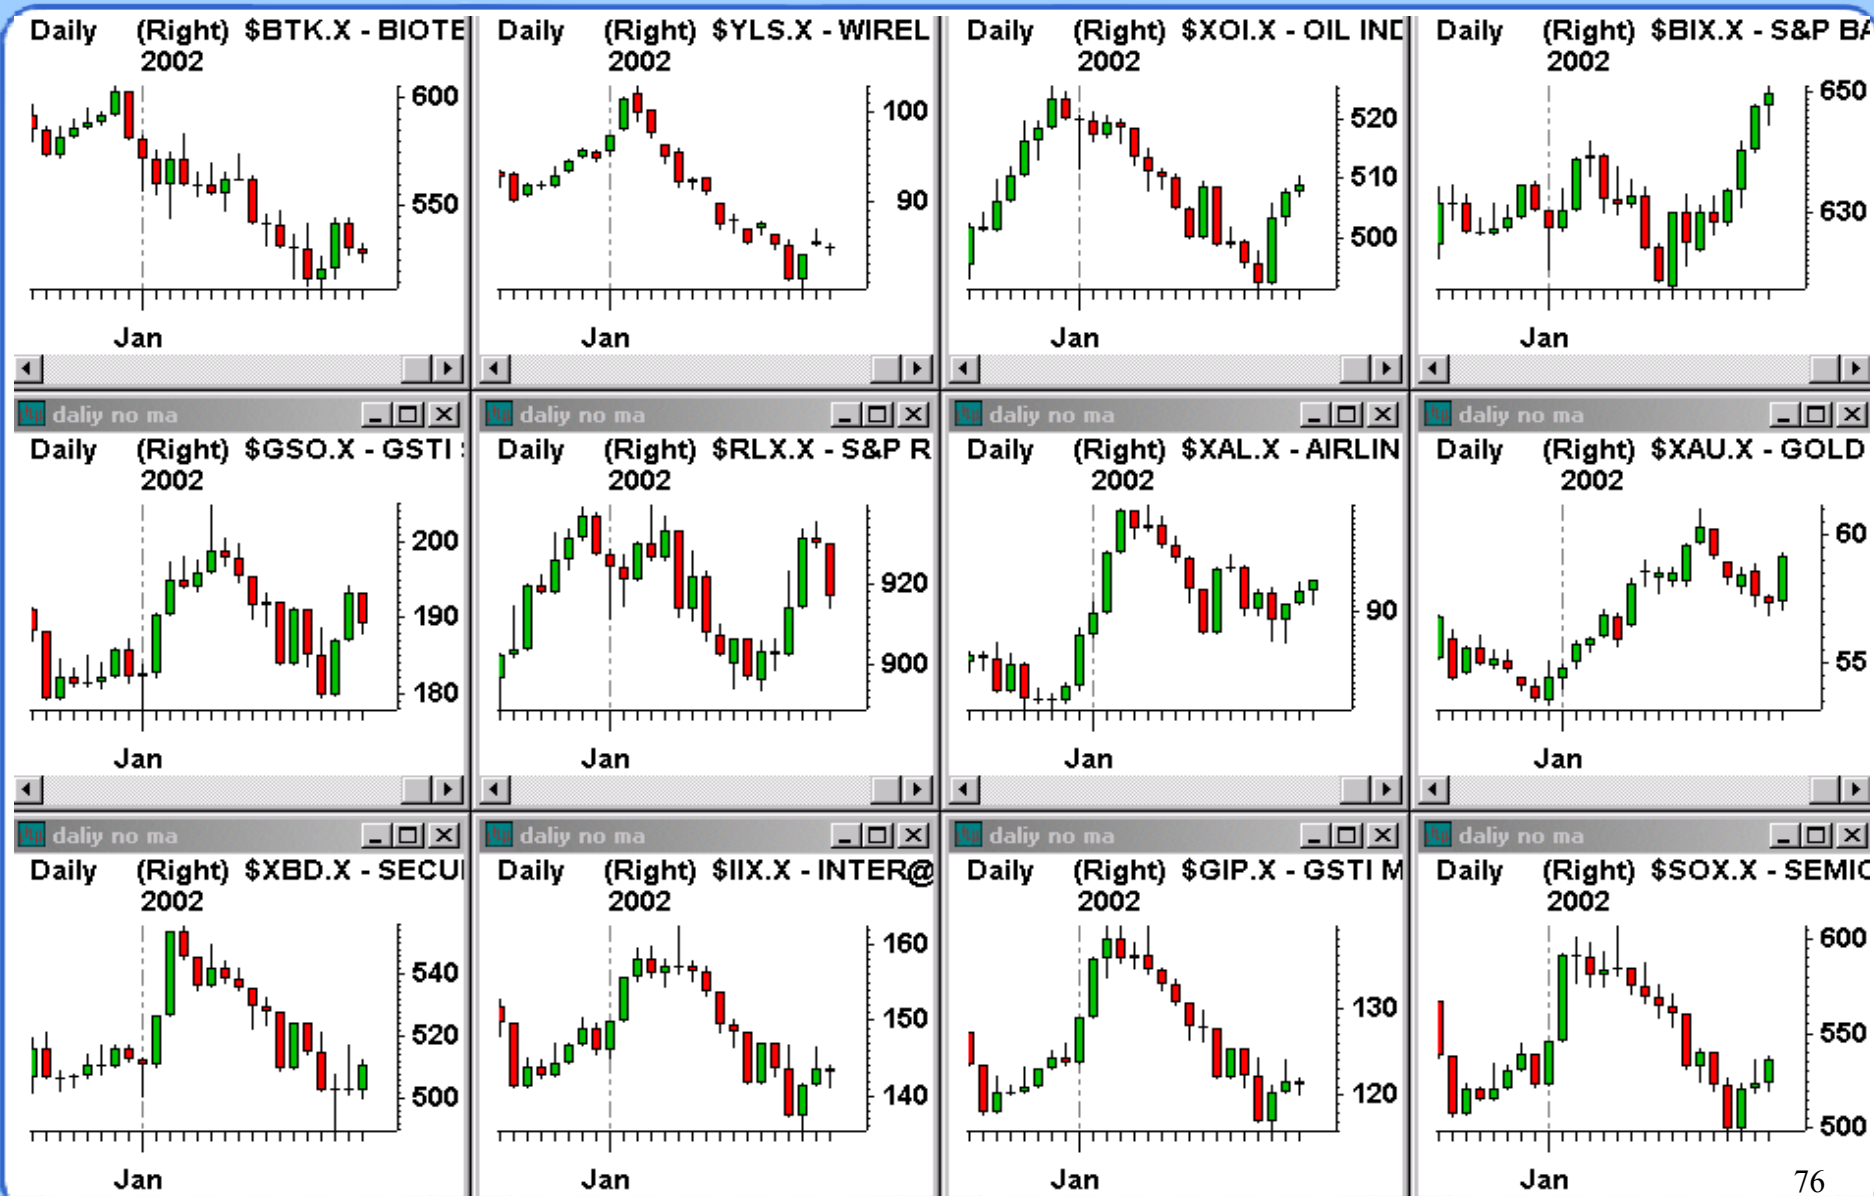 Daily (Right) $BTK.X - BIOTE
2002
600
550
Jan
Daily (Right) $YLS.X - WIREL
2002
100
90
Jan
Daily (Right) $XOI.X - OIL IND
2002
520
510
500
Jan
Daily (Right) $BIX.X - S&P BA
2002
650
630
Jan
daliy no ma
Daily (Right) $GSO.X - GSTI S
2002
200
190
180
Jan
daliy no ma
Daily (Right) $RLX.X - S&P R
2002
920
900
Jan
daliy no ma
Daily (Right) $XAL.X - AIRLIN
2002
90
Jan
daliy no ma
Daily (Right) $XAU.X - GOLD
2002
60
55
Jan
daliy no ma
Daily (Right) $XBD.X - SECU
2002
540
520
500
Jan
daliy no ma
Daily (Right) $IIX.X - INTER@
2002
160
150
140
Jan
daliy no ma
Daily (Right) $GIP.X - GSTI M
2002
130
120
Jan
daliy no ma
Daily (Right) $SOX.X - SEMIC
2002
600
550
500
Jan
76